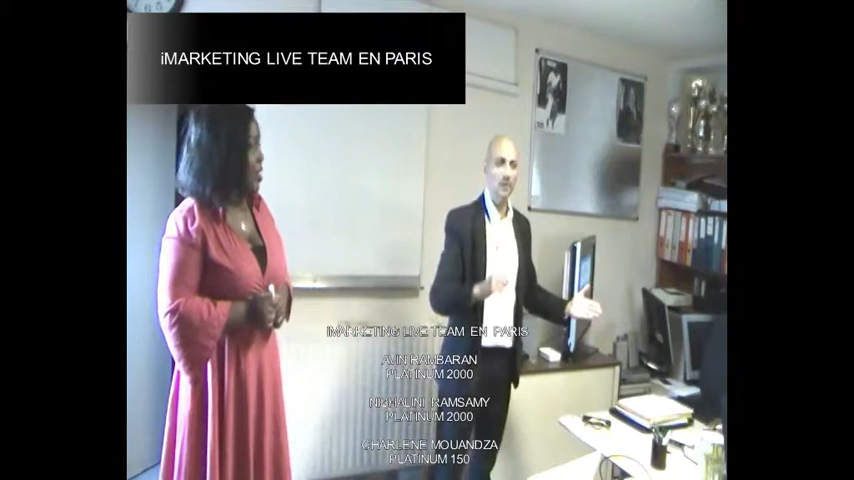 iMARKETING LIVE TEAM EN PARIS
iMARKETING LIVE TEAM EN PARIS
AVIN RAMBARAN
PLATINUM 2000
RAMSAMY
PLATINUM 2000
CHARLENE MOUANDZA
PLATINUM 150